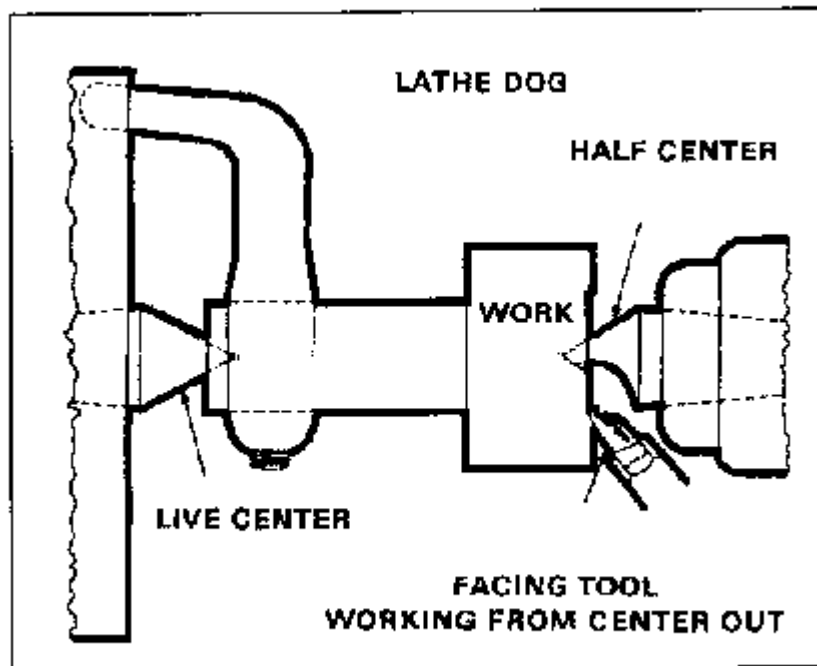 LATHE DOG
HALF CENTER
WORK
LIVE CENTER
FACING TOOL
WORKING FROM CENTER OUT